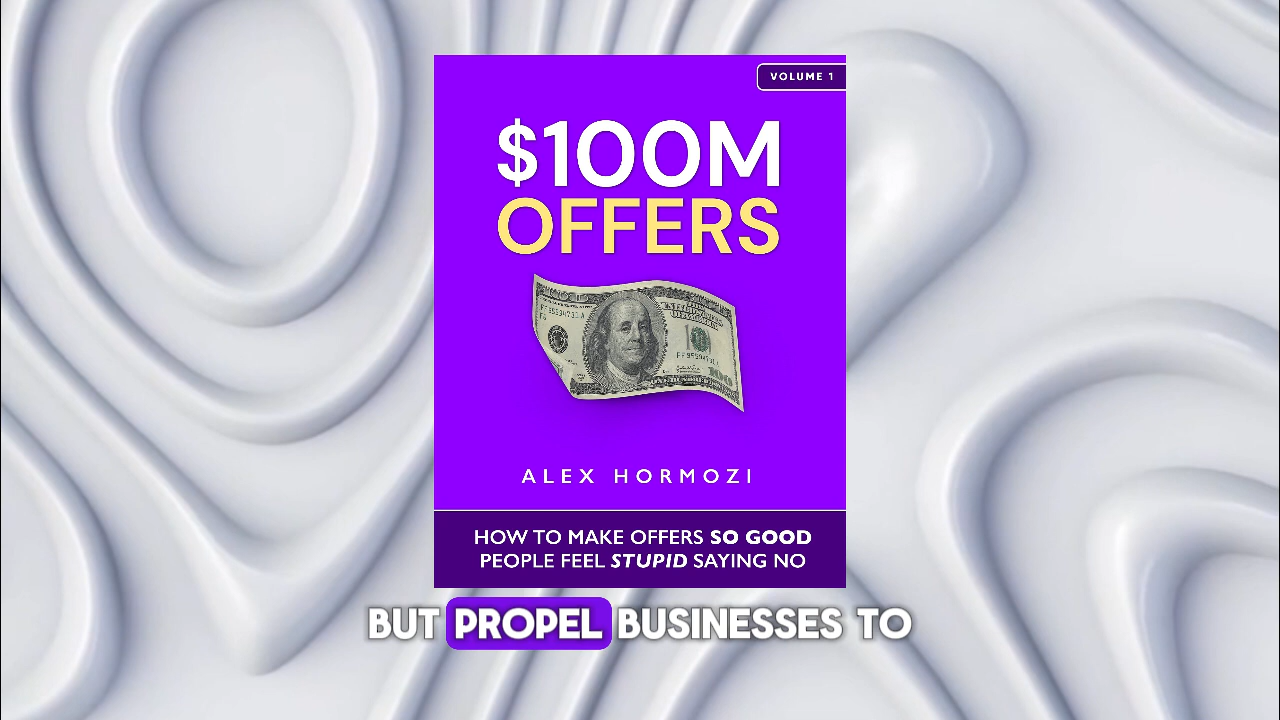 VOLUME 1
$100M
OFFERS
ALEX HORMOZI
HOW TO MAKE OFFERS SO GOOD
PEOPLE FEEL STUPID SAYING NO
BUT PROPEL BUSINESSES TO